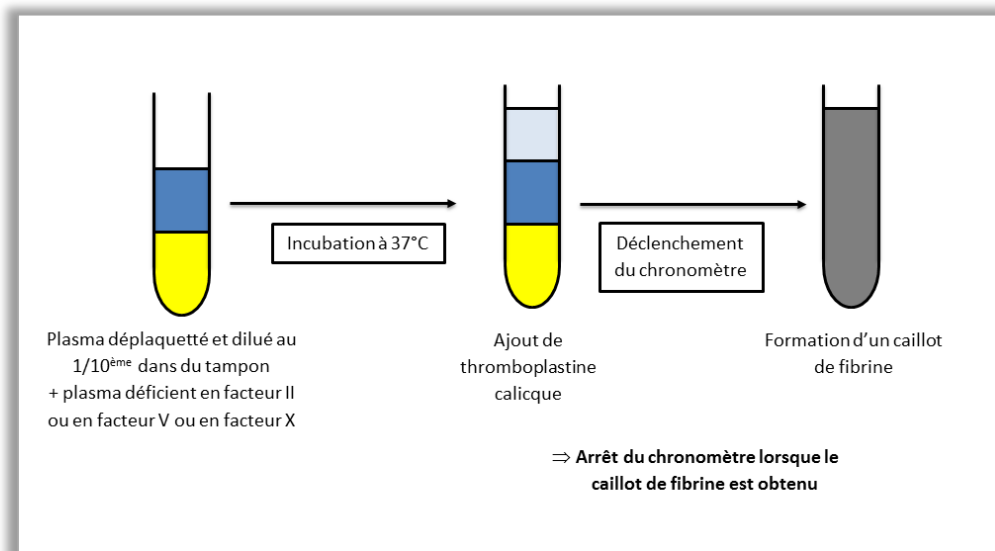 Incubation à 37°C
Déclenchement
du chronomètre
Plasma déplaquetté et dilué au
1/10ème dans du tampon
+ plasma déficient en facteur II
ou en facteur V ou en facteur X
Ajout de
thromboplastine
calicque
Formation d'un caillot
de fibrine
⇒ Arrêt du chronomètre lorsque le
caillot de fibrine est obtenu